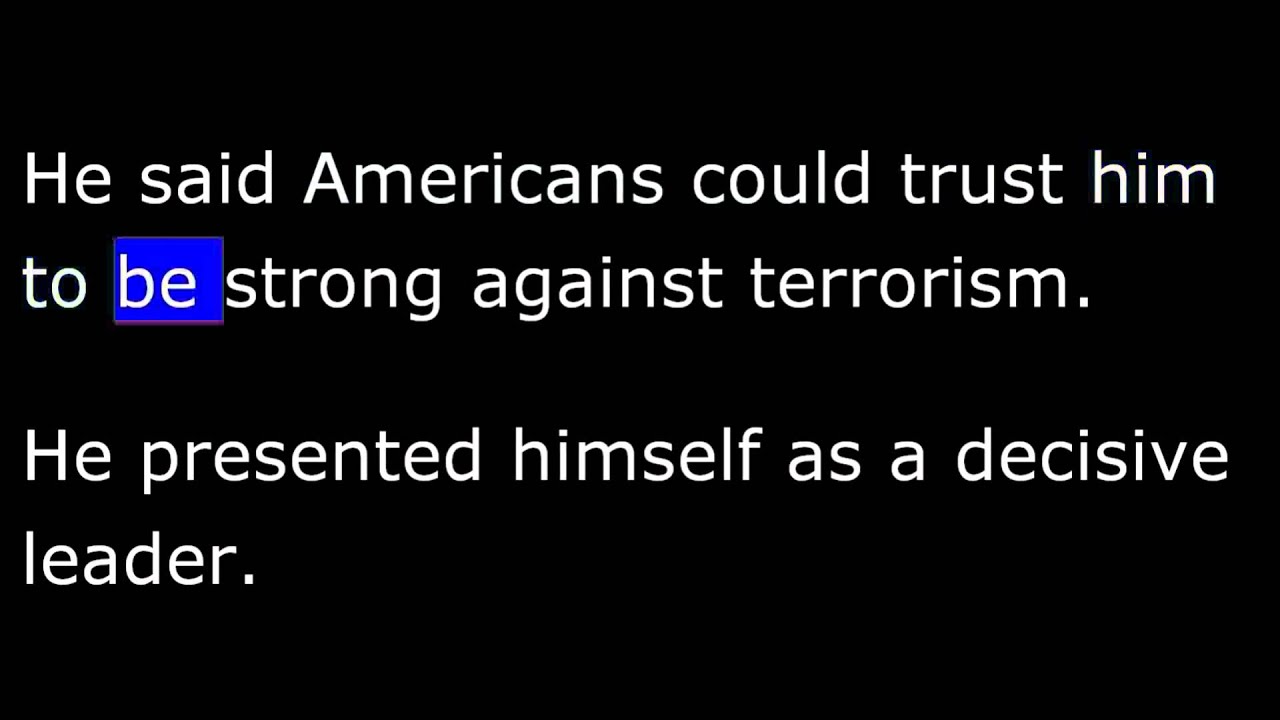 He said Americans could trust him
to be strong against terrorism.
He presented himself as a decisive
leader.